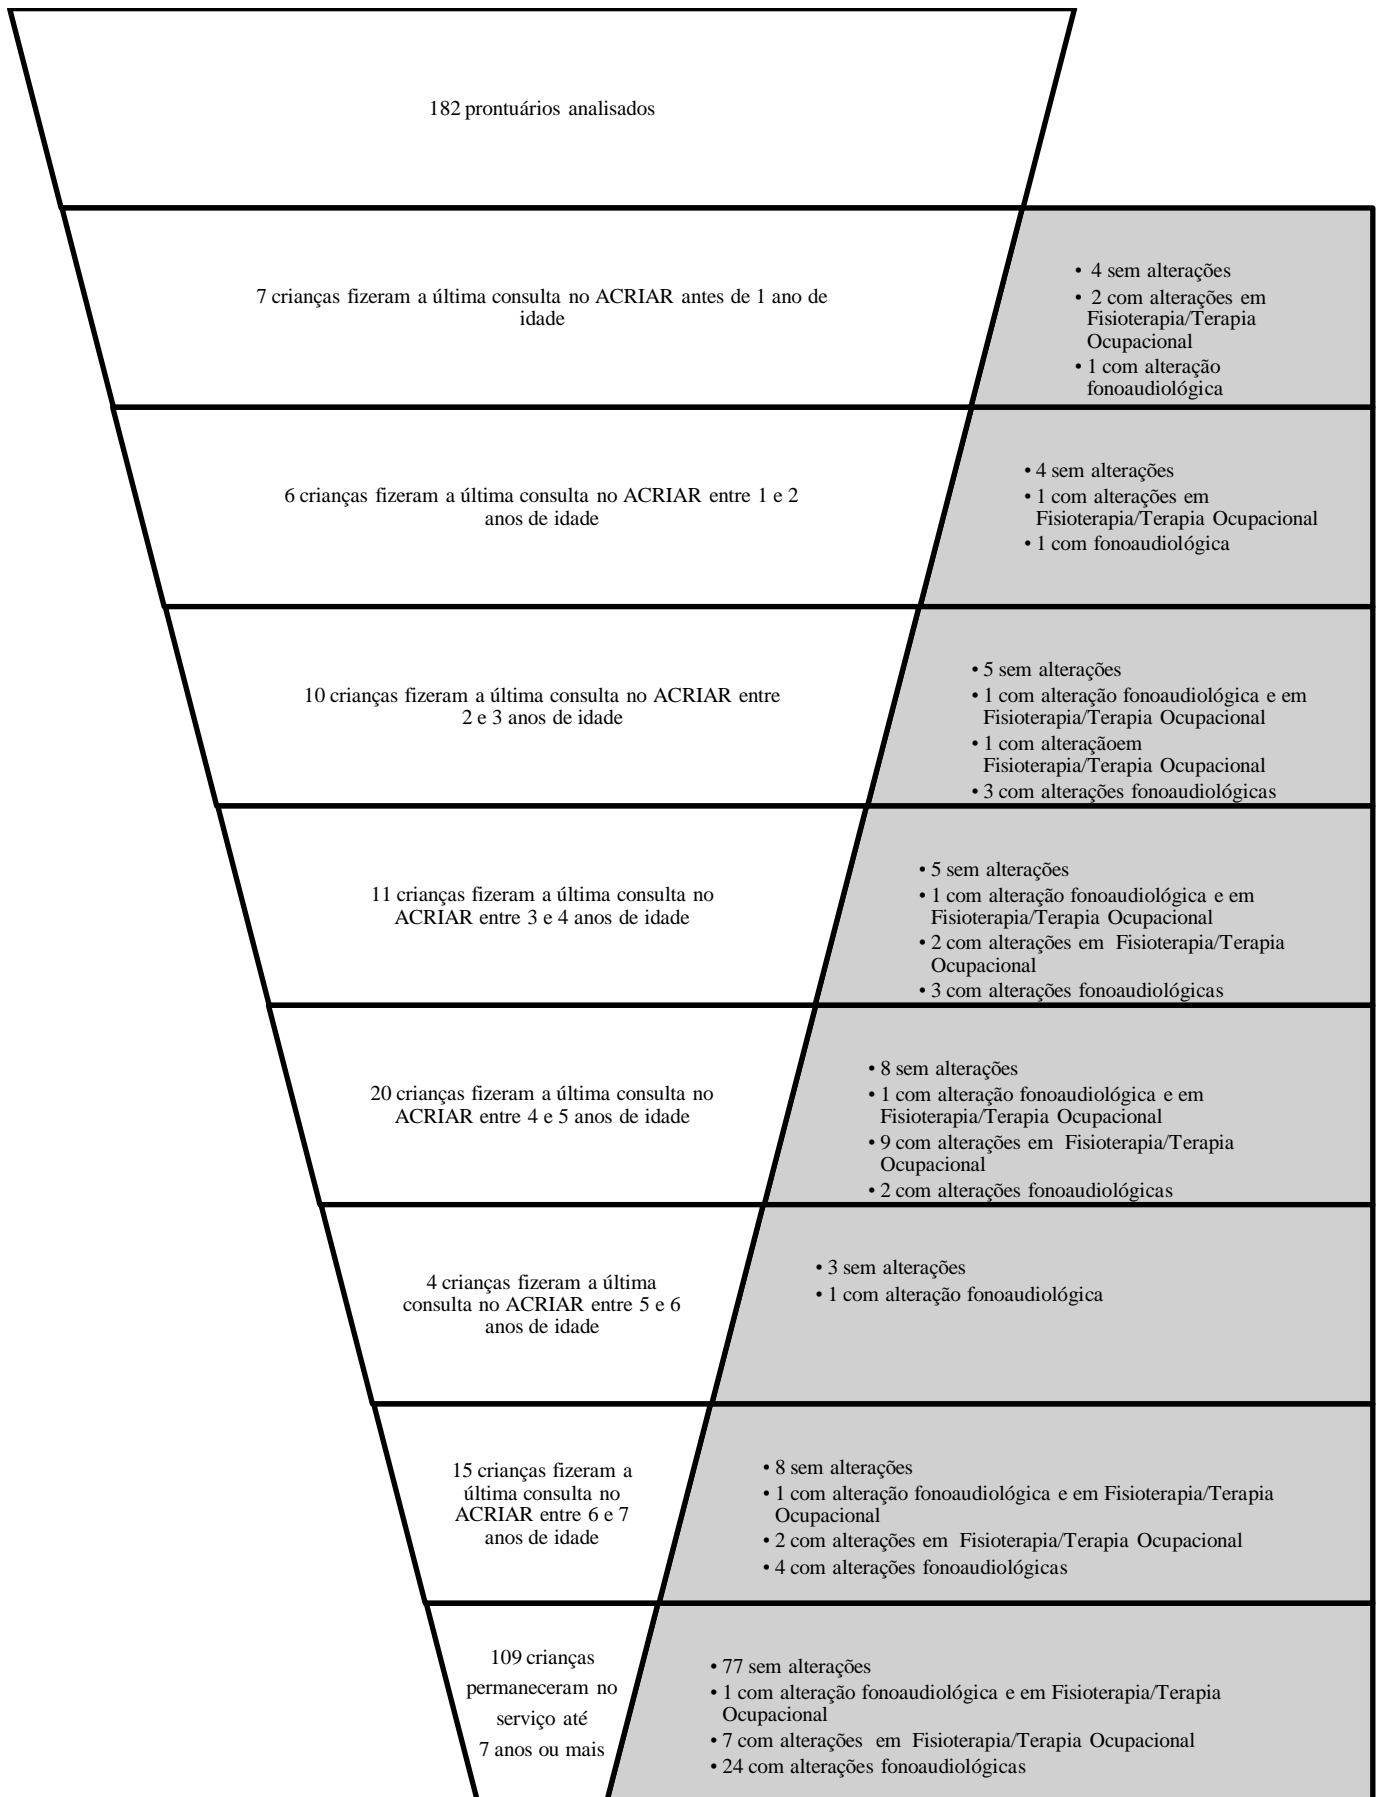 182 prontuários analisados
7 crianças fizeram a última consulta no ACRIAR antes de 1 ano de
idade
• 4 sem alterações
• 2 com alterações em
Fisioterapia/Terapia
Ocupacional
• 1 com alteração
fonoaudiológica
6 crianças fizeram a última consulta no ACRIAR entre 1 e 2
anos de idade
• 4 sem alterações
• 1 com alterações em
Fisioterapia/Terapia Ocupacional
• 1 com fonoaudiológica
10 crianças fizeram a última consulta no ACRIAR entre
2 e 3 anos de idade
• 5 sem alterações
• 1 com alteração fonoaudiológica e em
Fisioterapia/Terapia Ocupacional
• 1 com alteraçãoem
Fisioterapia/Terapia Ocupacional
• 3 com alterações fonoaudiológicas
11 crianças fizeram a última consulta no
ACRIAR entre 3 e 4 anos de idade
• 5 sem alterações
• 1 com alteração fonoaudiológica e em
Fisioterapia/Terapia Ocupacional
• 2 com alterações em Fisioterapia/Terapia
Ocupacional
• 3 com alterações fonoaudiológicas
20 crianças fizeram a última consulta no
ACRIAR entre 4 e 5 anos de idade
• 8 sem alterações
• 1 com alteração fonoaudiológica e em
Fisioterapia/Terapia Ocupacional
• 9 com alterações em Fisioterapia/Terapia
Ocupacional
• 2 com alterações fonoaudiológicas
4 crianças fizeram a última
consulta no ACRIAR entre 5 e 6
anos de idade
• 3 sem alterações
• 1 com alteração fonoaudiológica
15 crianças fizeram a
última consulta no
ACRIAR entre 6 e 7
anos de idade
• 8 sem alterações
• 1 com alteração fonoaudiológica e em Fisioterapia/Terapia
Ocupacional
• 2 com alterações em Fisioterapia/Terapia Ocupacional
• 4 com alterações fonoaudiológicas
109 crianças
permaneceram no
serviço até
7 anos ou mais
• 77 sem alterações
• 1 com alteração fonoaudiológica e em Fisioterapia/Terapia
Ocupacional
• 7 com alterações em Fisioterapia/Terapia Ocupacional
• 24 com alterações fonoaudiológicas